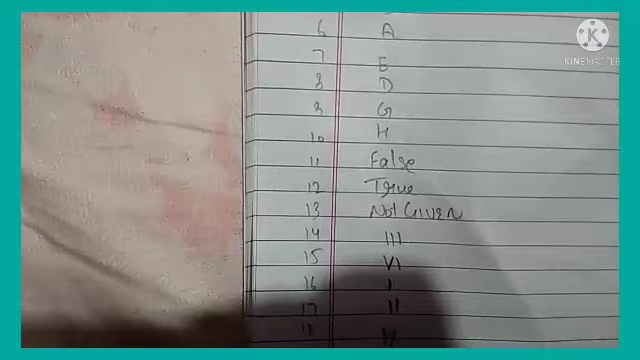 6 A
7 E
8 D
9 G
10 H
11 False
12 True
13 Not Given
14 III
15 VI
16 I
17 II
18
KINEMASTER